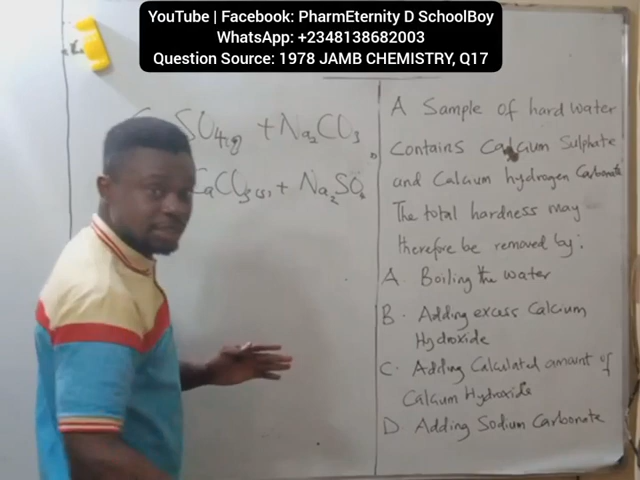 YouTube | Facebook: PharmEternity D SchoolBoy
WhatsApp: +2348138682003
Question Source: 1978 JAMB CHEMISTRY, Q17
SO4(g) + Na2CO3
CaCO3(s) + Na2SO4
A Sample of hard water
Contains Calcium Sulphate
and Calcium hydrogen Carbonate
The total hardness may
therefore be removed by:
A Boiling the water
B. Adding excess Calcium
Hydroxide
C. Adding Calculated amount of
Calcium Hydroxide
D. Adding Sodium Carbonate